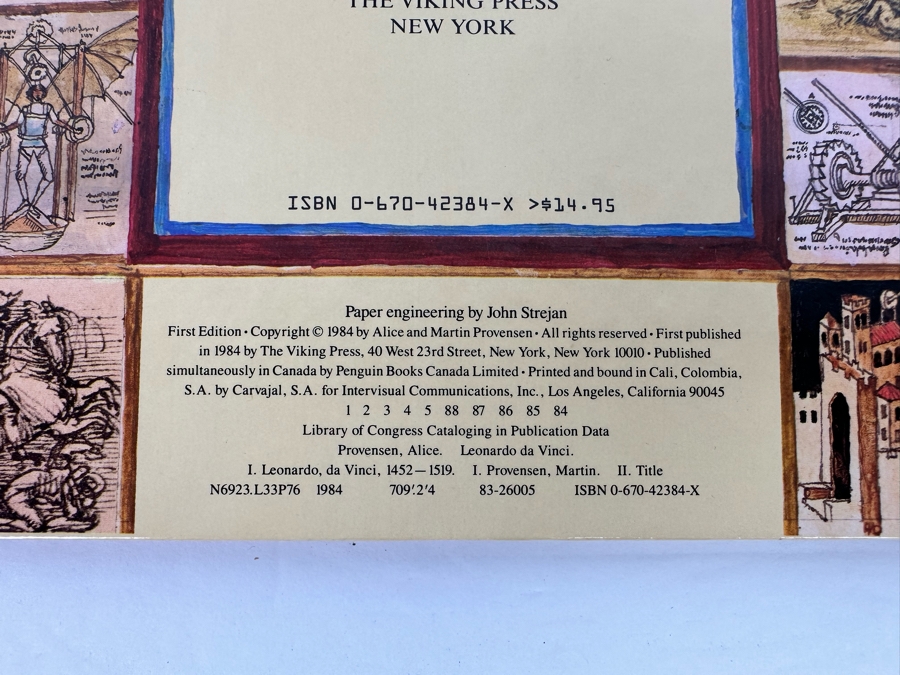 THE VIKING PRESS
NEW YORK
ISBN 0-670-42384-X >$14.95
Paper engineering by John Strejan
First Edition • Copyright © 1984 by Alice and Martin Provensen • All rights reserved • First published
in 1984 by The Viking Press, 40 West 23rd Street, New York, New York 10010 • Published
simultaneously in Canada by Penguin Books Canada Limited • Printed and bound in Cali, Colombia,
S.A. by Carvajal, S.A. for Intervisual Communications, Inc., Los Angeles, California 90045
1 2 3 4 5 88 87 86 85 84
Library of Congress Cataloging in Publication Data
Provensen, Alice. Leonardo da Vinci.
I. Leonardo, da Vinci, 1452—1519. I. Provensen, Martin. II. Title
N6923.L33P76 1984 709'.2'4 83-26005 ISBN 0-670-42384-X